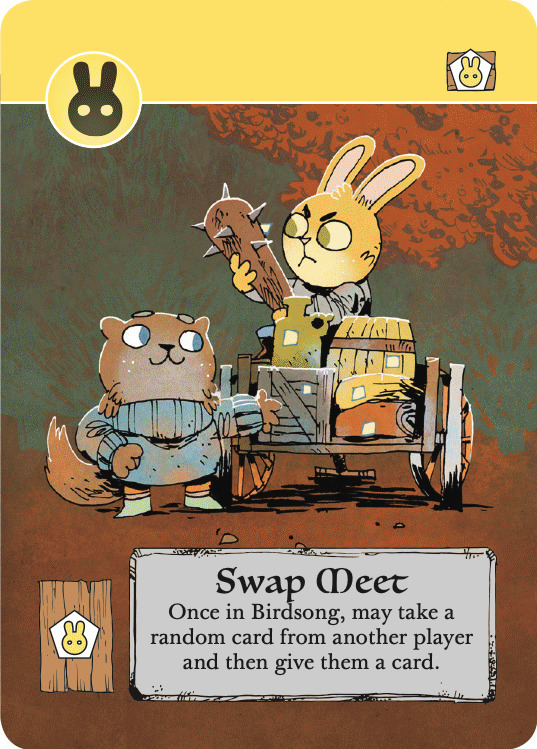 Swap Meet
Once in Birdsong, may take a
random card from another player
and then give them a card.